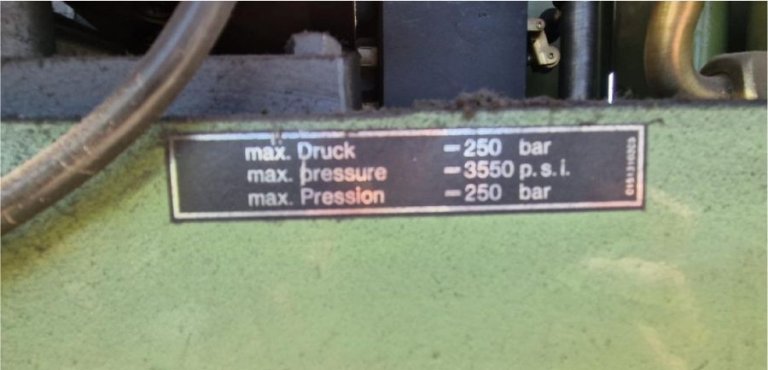 max. Druck = 250 bar
max. pressure = 3550 p.s.i.
max. Pression = 250 bar